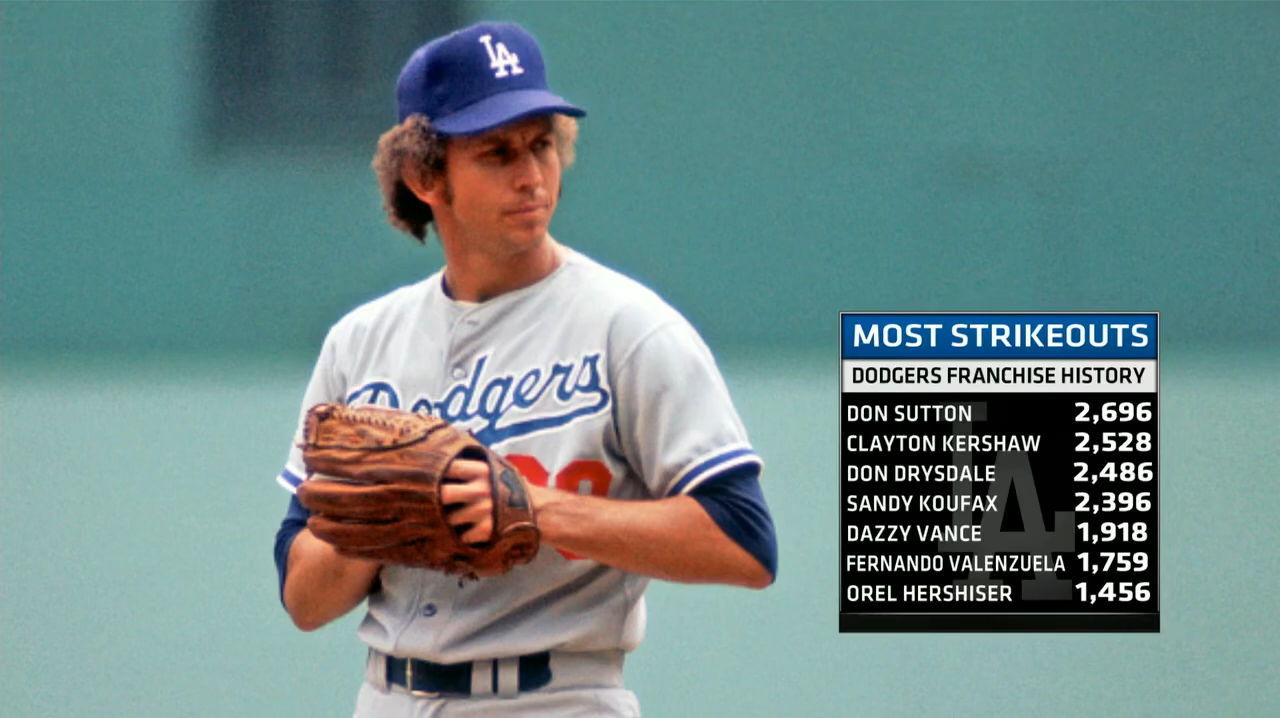 LA
Dodgers
MOST STRIKEOUTS
DODGERS FRANCHISE HISTORY
DON SUTTON 2,696
CLAYTON KERSHAW 2,528
DON DRYSDALE 2,486
SANDY KOUFAX 2,396
DAZZY VANCE 1,918
FERNANDO VALENZUELA 1,759
OREL HERSHISER 1,456